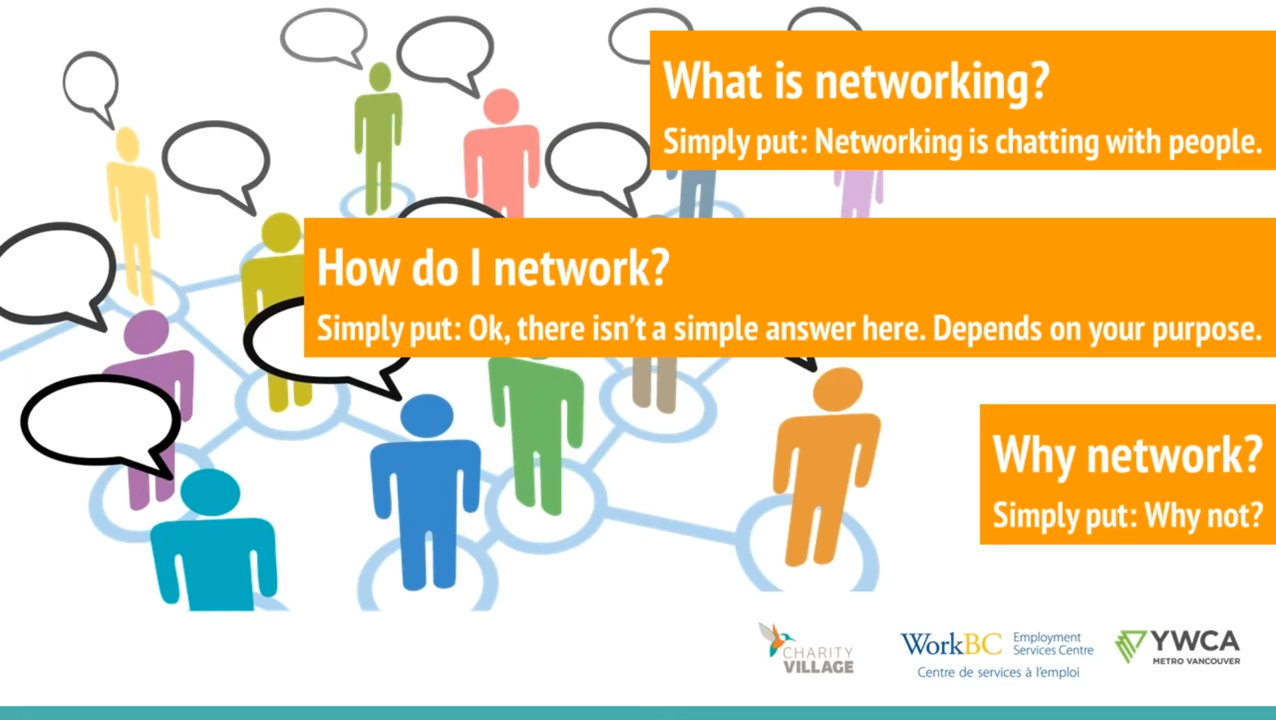 What is networking?
Simply put: Networking is chatting with people.
How do I network?
Simply put: Ok, there isn't a simple answer here. Depends on your purpose.
Why network?
Simply put: Why not?
CHARITY
VILLAGE
WorkBC
Employment
Services Centre
Centre de services à l'emploi
YWCA
METRO VANCOUVER